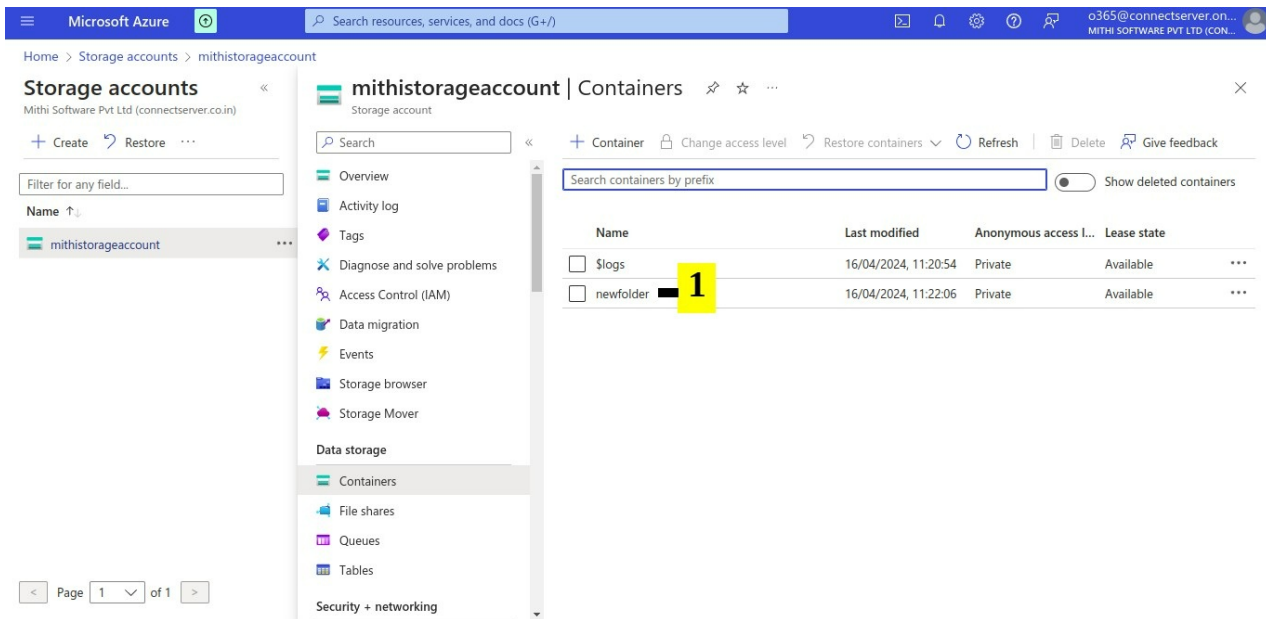 Microsoft Azure
Search resources, services, and docs (G+/)
o365@connectserver.on...
MITHI SOFTWARE PVT LTD (CON...
Home > Storage accounts > mithistorageaccount
Storage accounts
Mithi Software Pvt Ltd (connectserver.co.in)
+ Create Restore ...
Filter for any field...
Name ↑↓
mithistorageaccount ...
< Page 1 of 1 >
mithistorageaccount | Containers ...
Storage account
Search
Overview
Activity log
Tags
Diagnose and solve problems
Access Control (IAM)
Data migration
Events
Storage browser
Storage Mover
Data storage
Containers
File shares
Queues
Tables
Security + networking
+ Container Change access level Restore containers Refresh Delete Give feedback
Search containers by prefix
Show deleted containers
Name Last modified Anonymous access l... Lease state
$logs 16/04/2024, 11:20:54 Private Available ...
newfolder 1 16/04/2024, 11:22:06 Private Available ...